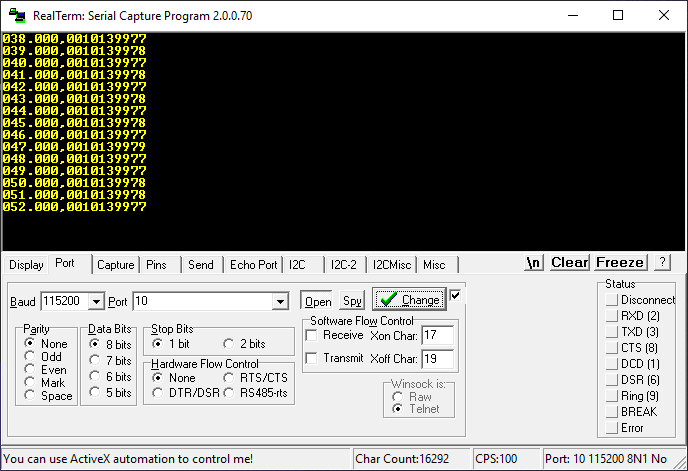 RealTerm: Serial Capture Program 2.0.0.70
038.000,0010139977
039.000,0010139978
040.000,0010139977
041.000,0010139978
042.000,0010139977
043.000,0010139978
044.000,0010139977
045.000,0010139978
046.000,0010139977
047.000,0010139979
048.000,0010139977
049.000,0010139977
050.000,0010139978
051.000,0010139978
052.000,0010139977
Display Port Capture Pins Send Echo Port I2C I2C-2 I2CMisc Misc \n Clear Freeze ?
Baud 115200 Port 10 Open Spy Change
Parity
None
Odd
Even
Mark
Space
Data Bits
8 bits
7 bits
6 bits
5 bits
Stop Bits
1 bit 2 bits
Hardware Flow Control
None RTS/CTS
DTR/DSR RS485-rts
Software Flow Control
Receive Xon Char: 17
Transmit Xoff Char: 19
Winsock is:
Raw
Telnet
Status
Disconnect
RXD (2)
TXD (3)
CTS (8)
DCD (1)
DSR (6)
Ring (9)
BREAK
Error
You can use ActiveX automation to control me! Char Count:16292 CPS:100 Port: 10 115200 8N1 No